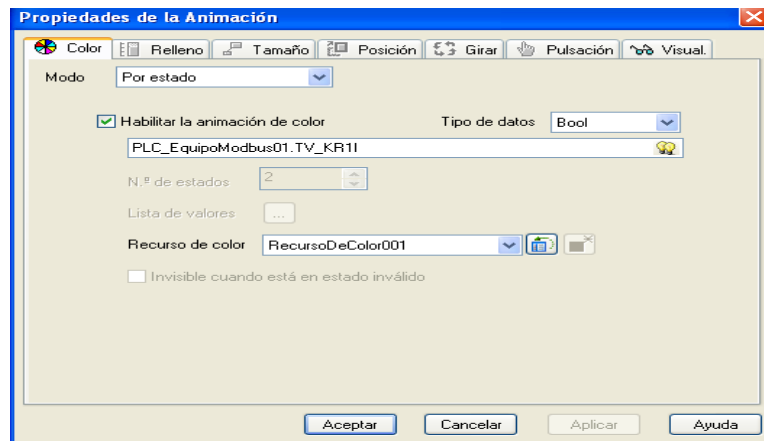 Propiedades de la Animación
Color Relleno Tamaño Posición Girar Pulsación Visual.
Modo Por estado
Habilitar la animación de color Tipo de datos Bool
PLC_EquipoModbus01.TV_KR1I
N.º de estados 2
Lista de valores ...
Recurso de color RecursoDeColor001
Invisible cuando está en estado inválido
Aceptar Cancelar Aplicar Ayuda